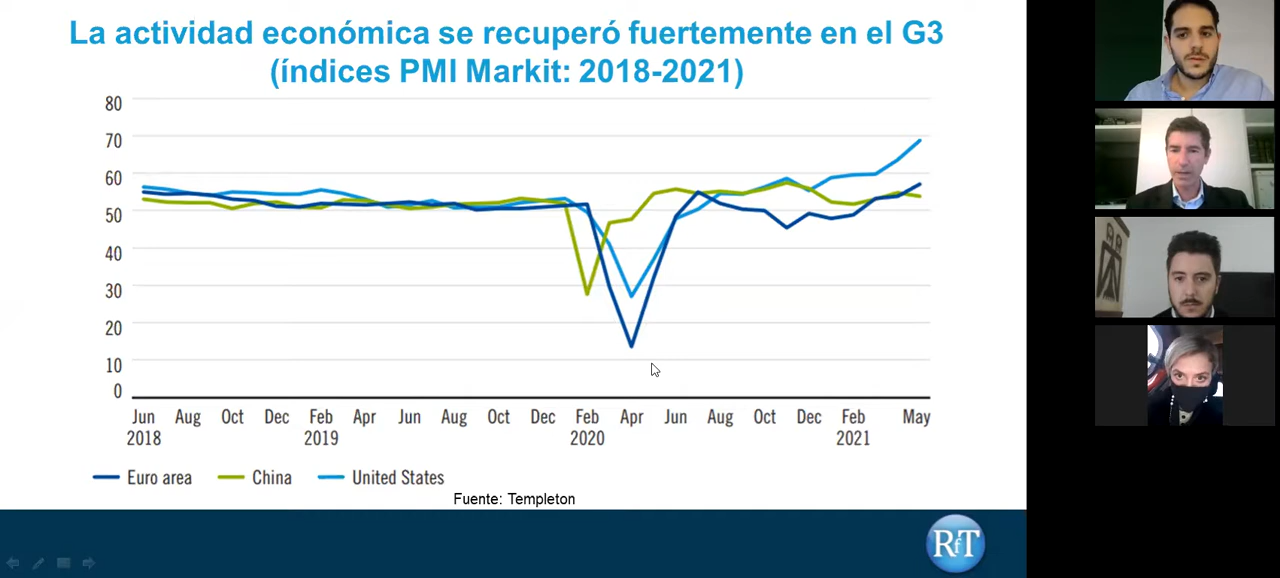 La actividad económica se recuperó fuertemente en el G3
(índices PMI Markit: 2018-2021)
80
70
60
50
40
30
20
10
0
Jun Aug Oct Dec Feb Apr Jun Aug Oct Dec Feb Apr Jun Aug Oct Dec Feb May
2018 2019 2020 2021
Euro area China United States
Fuente: Templeton
RfT